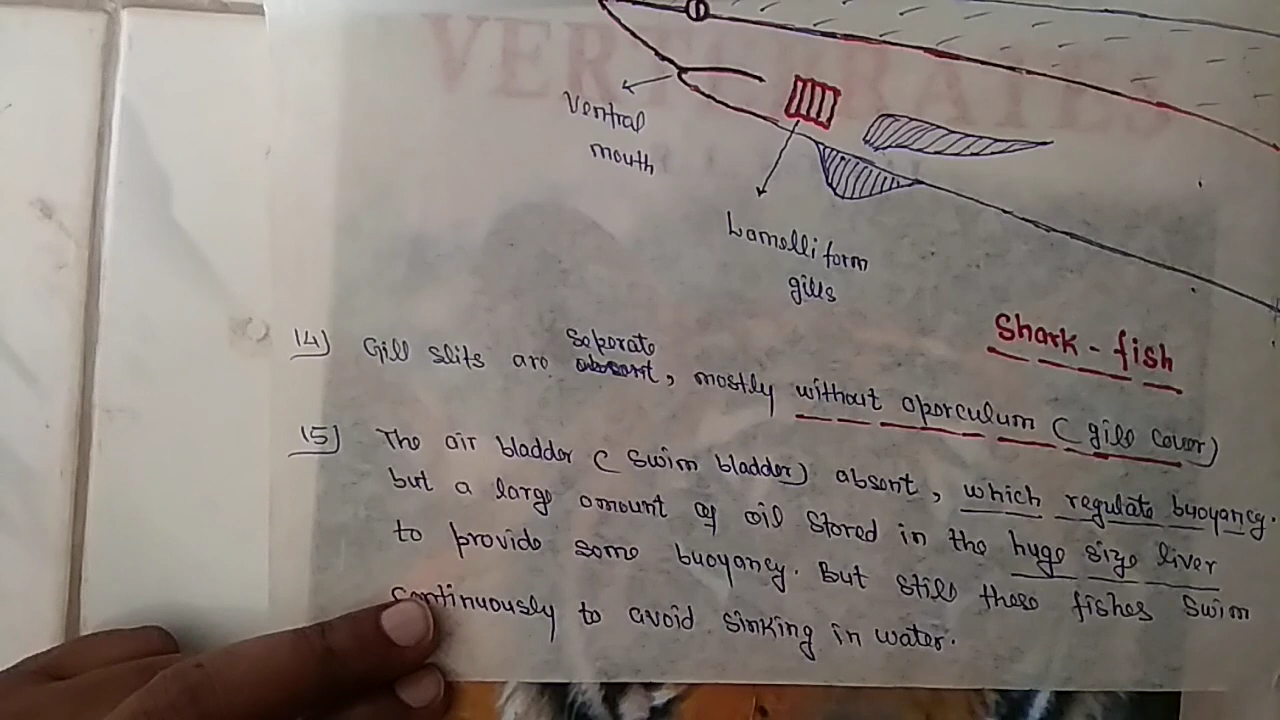 VERTEBRATES
Ventral
mouth
Lamelli form
gills
Shark - fish
14) Gill slits are separate, mostly without operculum ( gill cover)
15) The air bladder ( swim bladder) absent, which regulate buoyancy.
but a large amount of oil stored in the huge size liver
to provide some buoyancy. But still these fishes swim
continuously to avoid sinking in water.